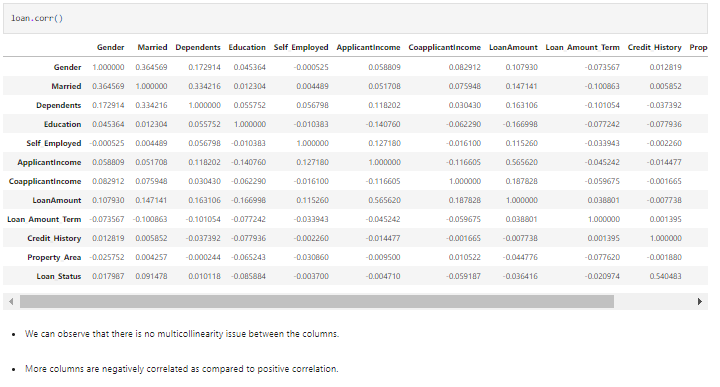 loan.corr()
Gender Married Dependents Education Self Employed ApplicantIncome CoapplicantIncome LoanAmount Loan Amount Term Credit History Prop
Gender 1.000000 0.364569 0.172914 0.045364 -0.000525 0.058809 0.082912 0.107930 -0.073567 0.012819
Married 0.364569 1.000000 0.334216 0.012304 0.004489 0.051708 0.075948 0.147141 -0.100863 0.005852
Dependents 0.172914 0.334216 1.000000 0.055752 0.056798 0.118202 0.030430 0.163106 -0.101054 -0.037392
Education 0.045364 0.012304 0.055752 1.000000 -0.010383 -0.140760 -0.062290 -0.166998 -0.077242 -0.077936
Self Employed -0.000525 0.004489 0.056798 -0.010383 1.000000 0.127180 -0.016100 0.115260 -0.033943 -0.002260
ApplicantIncome 0.058809 0.051708 0.118202 -0.140760 0.127180 1.000000 -0.116605 0.565620 -0.045242 -0.014477
CoapplicantIncome 0.082912 0.075948 0.030430 -0.062290 -0.016100 -0.116605 1.000000 0.187828 -0.059675 -0.001665
LoanAmount 0.107930 0.147141 0.163106 -0.166998 0.115260 0.565620 0.187828 1.000000 0.038801 -0.007738
Loan Amount Term -0.073567 -0.100863 -0.101054 -0.077242 -0.033943 -0.045242 -0.059675 0.038801 1.000000 0.001395
Credit History 0.012819 0.005852 -0.037392 -0.077936 -0.002260 -0.014477 -0.001665 -0.007738 0.001395 1.000000
Property Area -0.025752 0.004257 -0.000244 -0.065243 -0.030860 -0.009500 0.010522 -0.044776 -0.077620 -0.001880
Loan Status 0.017987 0.091478 0.010118 -0.085884 -0.003700 -0.004710 -0.059187 -0.036416 -0.020974 0.540483
• We can observe that there is no multicollinearity issue between the columns.
• More columns are negatively correlated as compared to positive correlation.